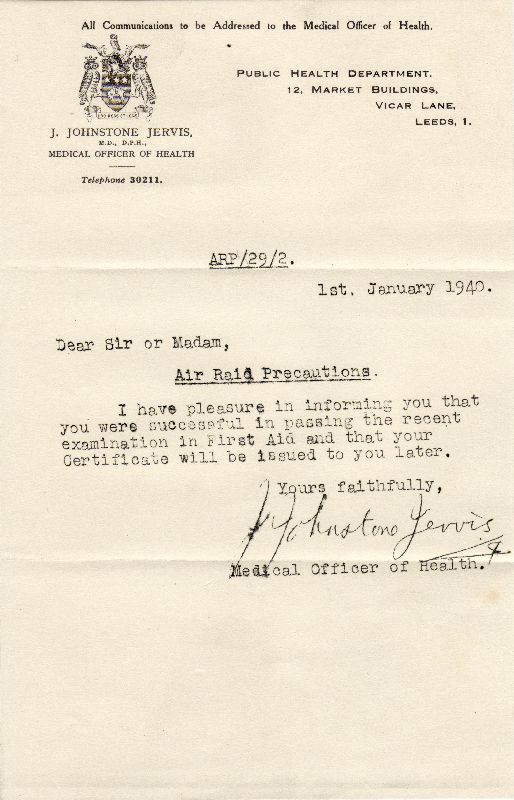 All Communications to be Addressed to the Medical Officer of Health.
PUBLIC HEALTH DEPARTMENT.
12, MARKET BUILDINGS,
VICAR LANE,
LEEDS, 1.
J. JOHNSTONE JERVIS,
M.D., D.P.H.,
MEDICAL OFFICER OF HEALTH
Telephone 30211.
ARP/29/2.
1st. January 1940.
Dear Sir or Madam,
Air Raid Precautions.
I have pleasure in informing you that
you were successful in passing the recent
examination in First Aid and that your
Certificate will be issued to you later.
Yours faithfully,
J Johnstone Jervis
Medical Officer of Health.